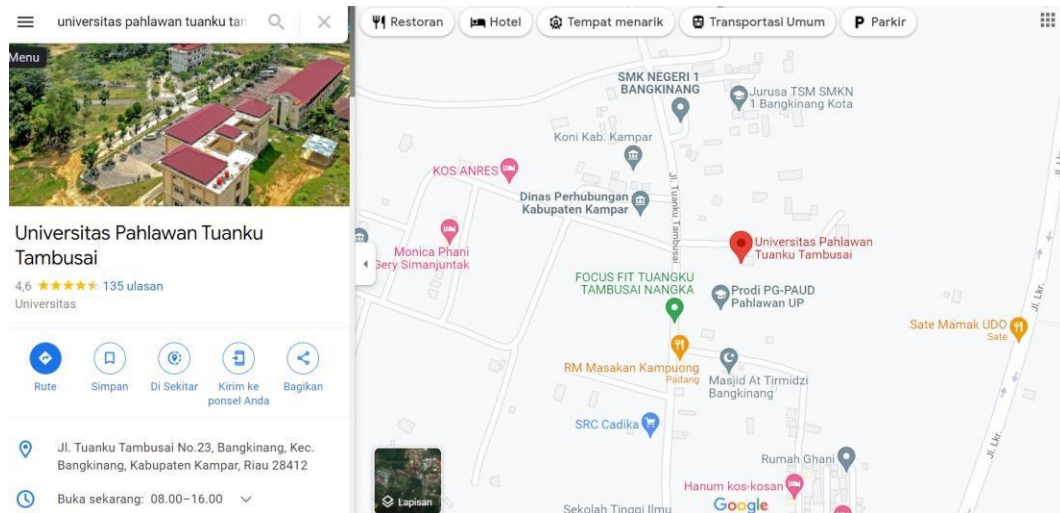 universitas pahlawan tuanku tan
Menu
Universitas Pahlawan Tuanku
Tambusai
4,6
135 ulasan
Universitas
Rute
Simpan
Di Sekitar
Kirim ke
ponsel Anda
Bagikan
Jl. Tuanku Tambusai No.23, Bangkinang, Kec.
Bangkinang, Kabupaten Kampar, Riau 28412
Buka sekarang: 08.00–16.00
Restoran
Hotel
Tempat menarik
Transportasi Umum
P Parkir
SMK NEGERI 1
BANGKINANG
Jurusa TSM SMKN
1 Bangkinang Kota
Koni Kab. Kampar
KOS ANRES
Dinas Perhubungan
Kabupaten Kampar
Jl. Tuanku Tambusai
Monica Phani
Gery Simanjuntak
Universitas Pahlawan
Tuanku Tambusai
FOCUS FIT TUANGKU
TAMBUSAI NANGKA
Prodi PG-PAUD
Pahlawan UP
Sate Mamak UDO
Sate
Jl. Lkr.
RM Masakan Kampuong
Padang
Masjid At Tirmidzi
Bangkinang
SRC Cadika
Jl. Lkr.
Rumah Ghani
Hanum kos-kosan
Lapisan
Google
Sekolah Tinggi Ilmu